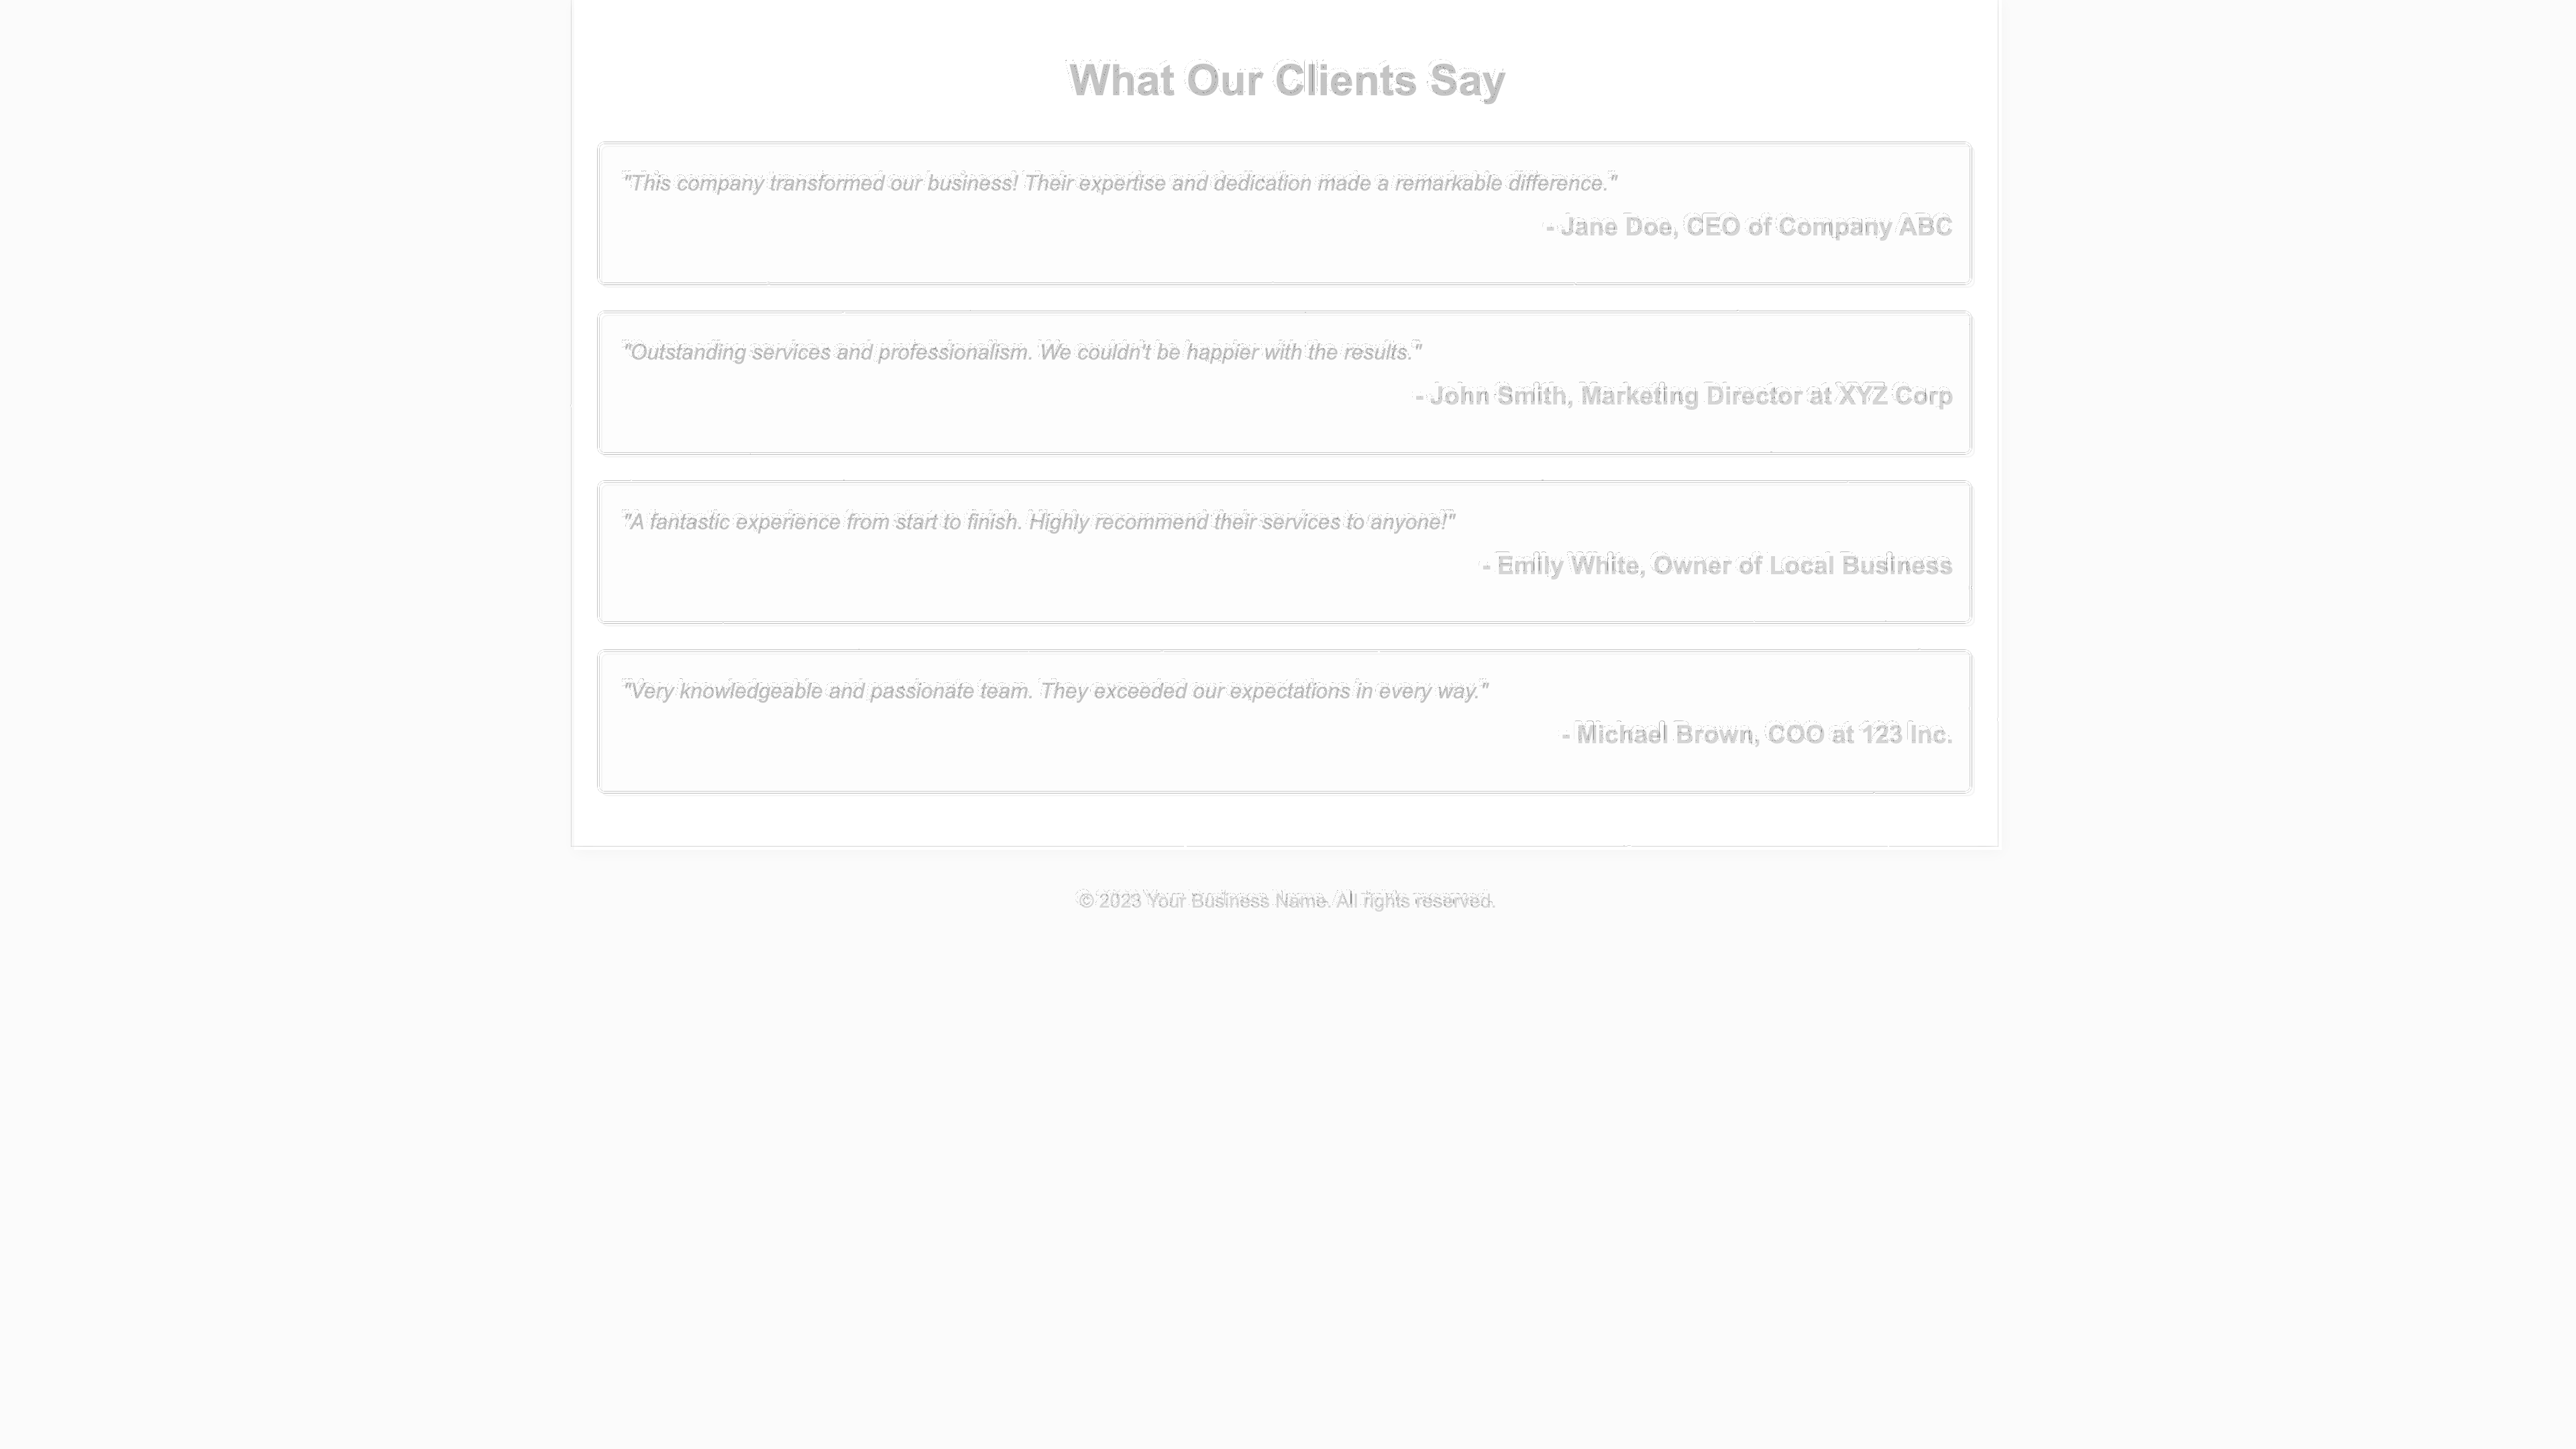 What Our Clients Say
"This company transformed our business! Their expertise and dedication made a remarkable difference."
- Jane Doe, CEO of Company ABC
"Outstanding services and professionalism. We couldn't be happier with the results."
- John Smith, Marketing Director at XYZ Corp
"A fantastic experience from start to finish. Highly recommend their services to anyone!"
- Emily White, Owner of Local Business
"Very knowledgeable and passionate team. They exceeded our expectations in every way."
- Michael Brown, COO at 123 Inc.
© 2023 Your Business Name. All rights reserved.